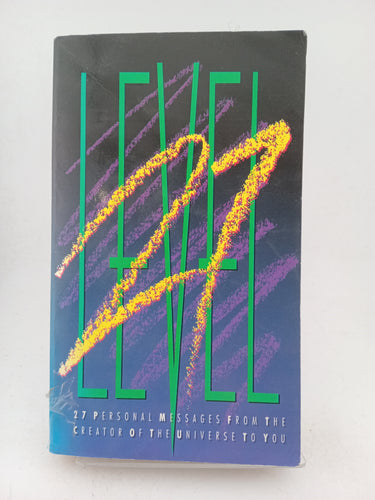 LEVEL
27
27 PERSONAL MESSAGES FROM THE
CREATOR OF THE UNIVERSE TO YOU